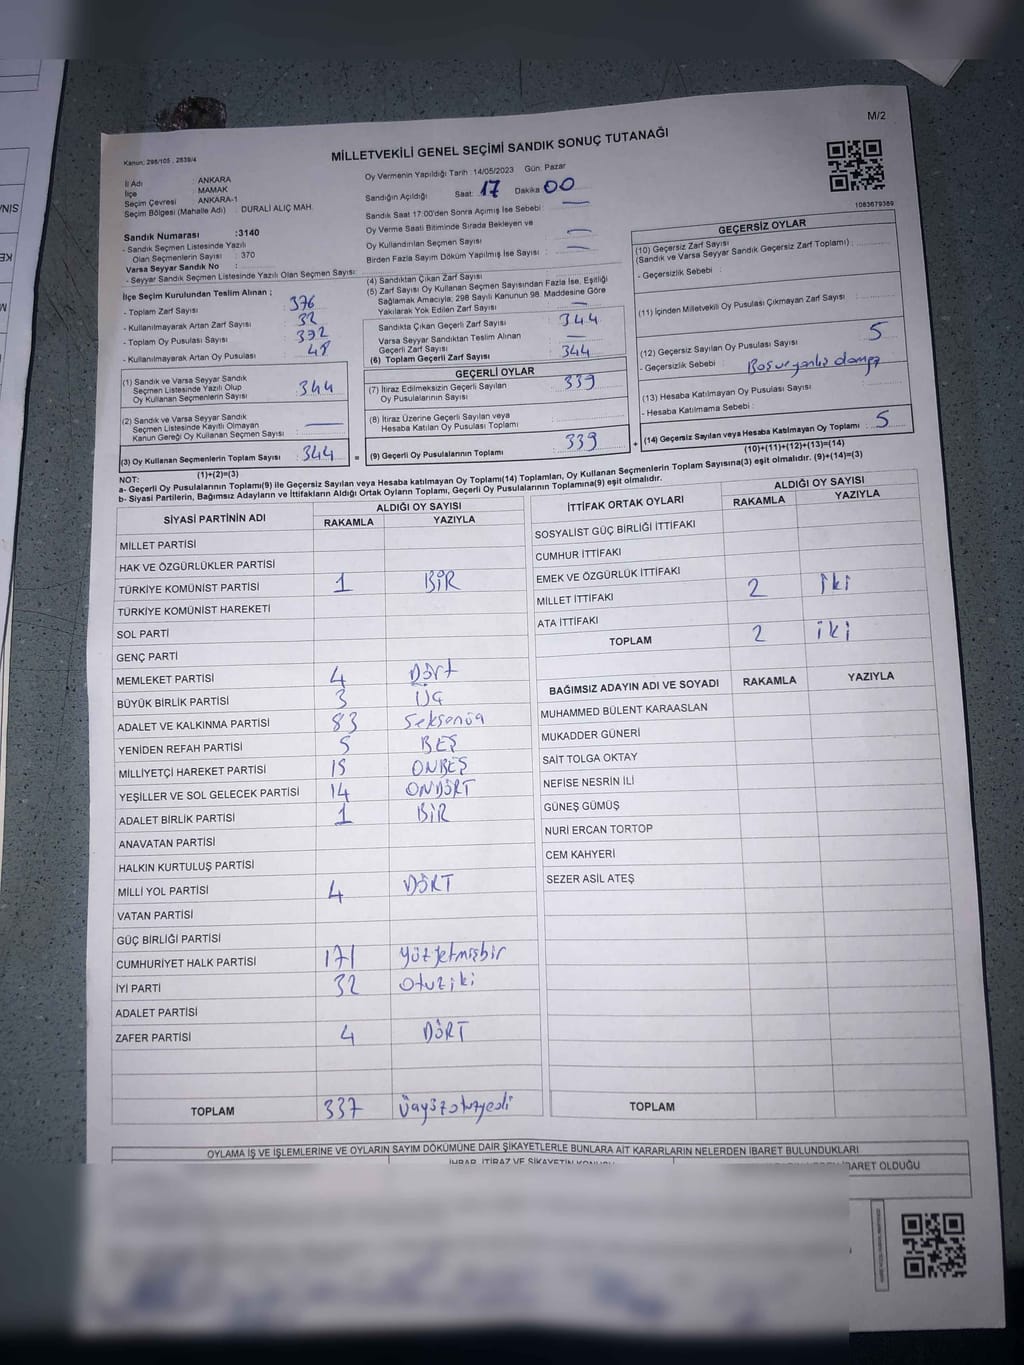 M/2
Kanun: 298/105 , 2839/4
MİLLETVEKİLİ GENEL SEÇİMİ SANDIK SONUÇ TUTANAĞI
1083679389
İl Adı : ANKARA
İlçe : MAMAK
Seçim Çevresi : ANKARA-1
Seçim Bölgesi (Mahalle Adı) : DURALİ ALIÇ MAH.
Sandık Numarası :3140
- Sandık Seçmen Listesinde Yazılı
Olan Seçmenlerin Sayısı : 370
Varsa Seyyar Sandık No :
- Seyyar Sandık Seçmen Listesinde Yazılı Olan Seçmen Sayısı:
Oy Vermenin Yapıldığı Tarih :14/05/2023 Gün: Pazar
Sandığın Açıldığı Saat: 17 Dakika 00
Sandık Saat 17:00'den Sonra Açımış İse Sebebi : —
Oy Verme Saati Bitiminde Sırada Bekleyen ve
Oy Kullandırılan Seçmen Sayısı : —
Birden Fazla Sayım Döküm Yapılmış İse Sayısı : —
İlçe Seçim Kurulundan Teslim Alınan ;
- Toplam Zarf Sayısı : 376
- Kullanılmayarak Artan Zarf Sayısı : 32
- Toplam Oy Pusulası Sayısı : 392
- Kullanılmayarak Artan Oy Pusulası : 48
(1) Sandık ve Varsa Seyyar Sandık
Seçmen Listesinde Yazılı Olup
Oy Kullanan Seçmenlerin Sayısı : 344
(2) Sandık ve Varsa Seyyar Sandık
Seçmen Listesinde Kayıtlı Olmayan
Kanun Gereği Oy Kullanan Seçmen Sayısı : —
(3) Oy Kullanan Seçmenlerin Toplam Sayısı : 344
(1)+(2)=(3)
(4) Sandıktan Çıkan Zarf Sayısı :
(5) Zarf Sayısı Oy Kullanan Seçmen Sayısından Fazla İse, Eşitliği
Sağlamak Amacıyla; 298 Sayılı Kanunun 98. Maddesine Göre
Yakılarak Yok Edilen Zarf Sayısı : —
Sandıkta Çıkan Geçerli Zarf Sayısı : 344
Varsa Seyyar Sandıktan Teslim Alınan
Geçerli Zarf Sayısı : —
(6) Toplam Geçerli Zarf Sayısı : 344
GEÇERLİ OYLAR
(7) İtiraz Edilmeksizin Geçerli Sayılan
Oy Pusulalarının Sayısı : 339
(8) İtiraz Üzerine Geçerli Sayılan veya
Hesaba Katılan Oy Pusulası Toplamı :
= (9) Geçerli Oy Pusulalarının Toplamı : 339
GEÇERSİZ OYLAR
(10) Geçersiz Zarf Sayısı
(Sandık ve Varsa Seyyar Sandık Geçersiz Zarf Toplamı) :
- Geçersizlik Sebebi :
(11) İçinden Milletvekili Oy Pusulası Çıkmayan Zarf Sayısı :
(12) Geçersiz Sayılan Oy Pusulası Sayısı : 5
- Geçersizlik Sebebi :
(13) Hesaba Katılmayan Oy Pusulası Sayısı :
- Hesaba Katılmama Sebebi :
+ (14) Geçersiz Sayılan veya Hesaba Katılmayan Oy Toplamı : 5
(10)+(11)+(12)+(13)=(14)
NOT:
a- Geçerli Oy Pusulalarının Toplamı(9) ile Geçersiz Sayılan veya Hesaba katılmayan Oy Toplamı(14) Toplamları, Oy Kullanan Seçmenlerin Toplam Sayısına(3) eşit olmalıdır. (9)+(14)=(3)
b- Siyasi Partilerin, Bağımsız Adayların ve İttifakların Aldığı Ortak Oyların Toplamı, Geçerli Oy Pusulalarının Toplamına(9) eşit olmalıdır.
SİYASİ PARTİNİN ADI ALDIĞI OY SAYISI
RAKAMLA YAZIYLA
MİLLET PARTİSİ
HAK VE ÖZGÜRLÜKLER PARTİSİ
TÜRKİYE KOMÜNİST PARTİSİ 1 BİR
TÜRKİYE KOMÜNİST HAREKETİ
SOL PARTİ
GENÇ PARTİ
MEMLEKET PARTİSİ 4 Dört
BÜYÜK BİRLİK PARTİSİ 3 ÜÇ
ADALET VE KALKINMA PARTİSİ 83 Seksenüç
YENİDEN REFAH PARTİSİ 5 BEŞ
MİLLİYETÇİ HAREKET PARTİSİ 15 ONBEŞ
YEŞİLLER VE SOL GELECEK PARTİSİ 14 ONDÖRT
ADALET BİRLİK PARTİSİ 1 BİR
ANAVATAN PARTİSİ
HALKIN KURTULUŞ PARTİSİ
MİLLİ YOL PARTİSİ 4 DÖRT
VATAN PARTİSİ
GÜÇ BİRLİĞİ PARTİSİ
CUMHURİYET HALK PARTİSİ 171 yüzyetmişbir
İYİ PARTİ 32 otuziki
ADALET PARTİSİ
ZAFER PARTİSİ 4 DÖRT
TOPLAM 337 Üçyüzotuzyedi
İTTİFAK ORTAK OYLARI ALDIĞI OY SAYISI
RAKAMLA YAZIYLA
SOSYALİST GÜÇ BİRLİĞİ İTTİFAKI
CUMHUR İTTİFAKI
EMEK VE ÖZGÜRLÜK İTTİFAKI
MİLLET İTTİFAKI 2 iki
ATA İTTİFAKI
TOPLAM 2 iki
BAĞIMSIZ ADAYIN ADI VE SOYADI RAKAMLA YAZIYLA
MUHAMMED BÜLENT KARAASLAN
MUKADDER GÜNERİ
SAİT TOLGA OKTAY
NEFİSE NESRİN İLİ
GÜNEŞ GÜMÜŞ
NURİ ERCAN TORTOP
CEM KAHYERİ
SEZER ASİL ATEŞ
TOPLAM
OYLAMA İŞ VE İŞLEMLERİNE VE OYLARIN SAYIM DÖKÜMÜNE DAİR ŞİKAYETLERLE BUNLARA AİT KARARLARIN NELERDEN İBARET BULUNDUKLARI
İHBAR, İTİRAZ VE ŞİKAYETİN KONUSU
İBARET OLDUĞU